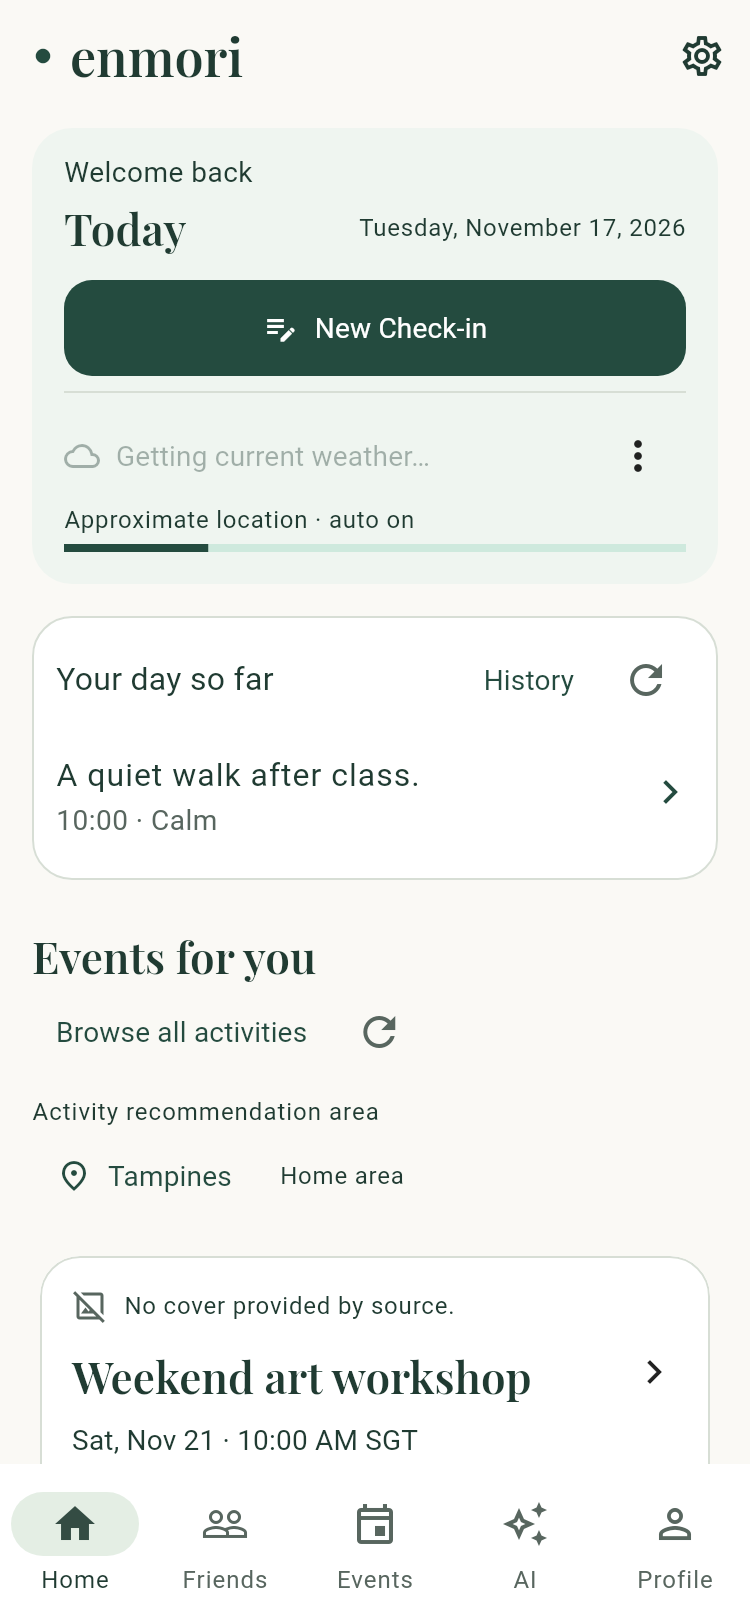 enmori
Welcome back
Today
Tuesday, November 17, 2026
New Check-in
Getting current weather…
Approximate location · auto on
Your day so far
History
A quiet walk after class.
10:00 · Calm
Events for you
Browse all activities
Activity recommendation area
Tampines
Home area
No cover provided by source.
Weekend art workshop
Sat, Nov 21 · 10:00 AM SGT
Home
Friends
Events
AI
Profile